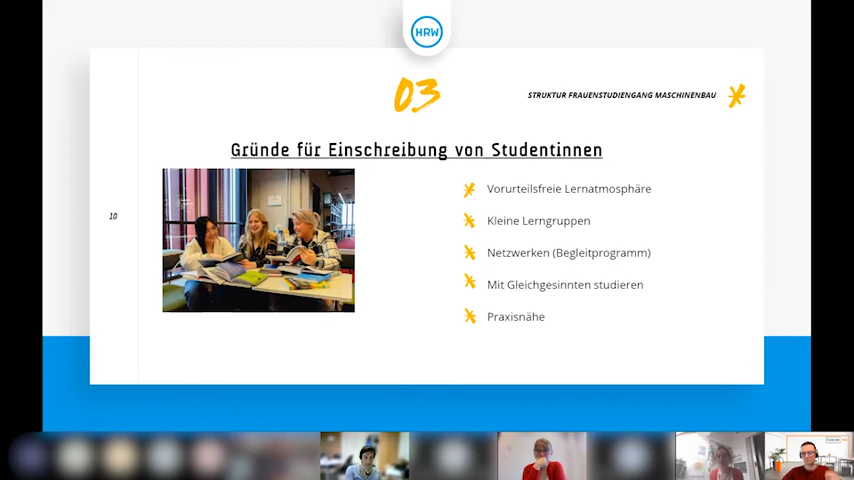 HRW
03
STRUKTUR FRAUENSTUDIENGANG MASCHINENBAU
Gründe für Einschreibung von Studentinnen
Vorurteilsfreie Lernatmosphäre
Kleine Lerngruppen
10
Netzwerken (Begleitprogramm)
Mit Gleichgesinnten studieren
Praxisnähe